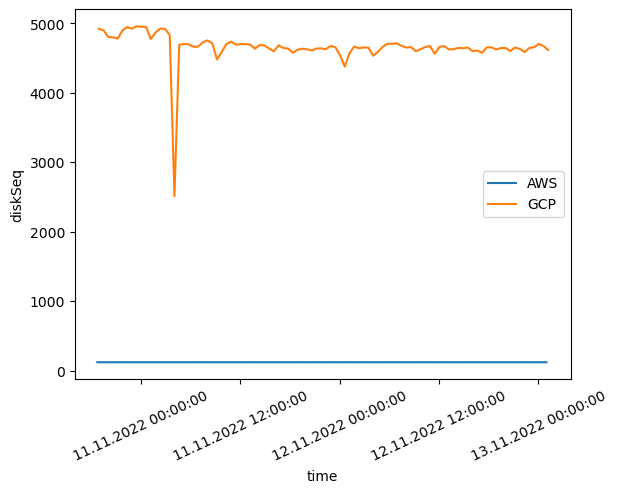 5000
4000
3000
2000
1000
0
diskSeq
AWS
GCP
11.11.2022 00:00:00
11.11.2022 12:00:00
12.11.2022 00:00:00
12.11.2022 12:00:00
13.11.2022 00:00:00
time